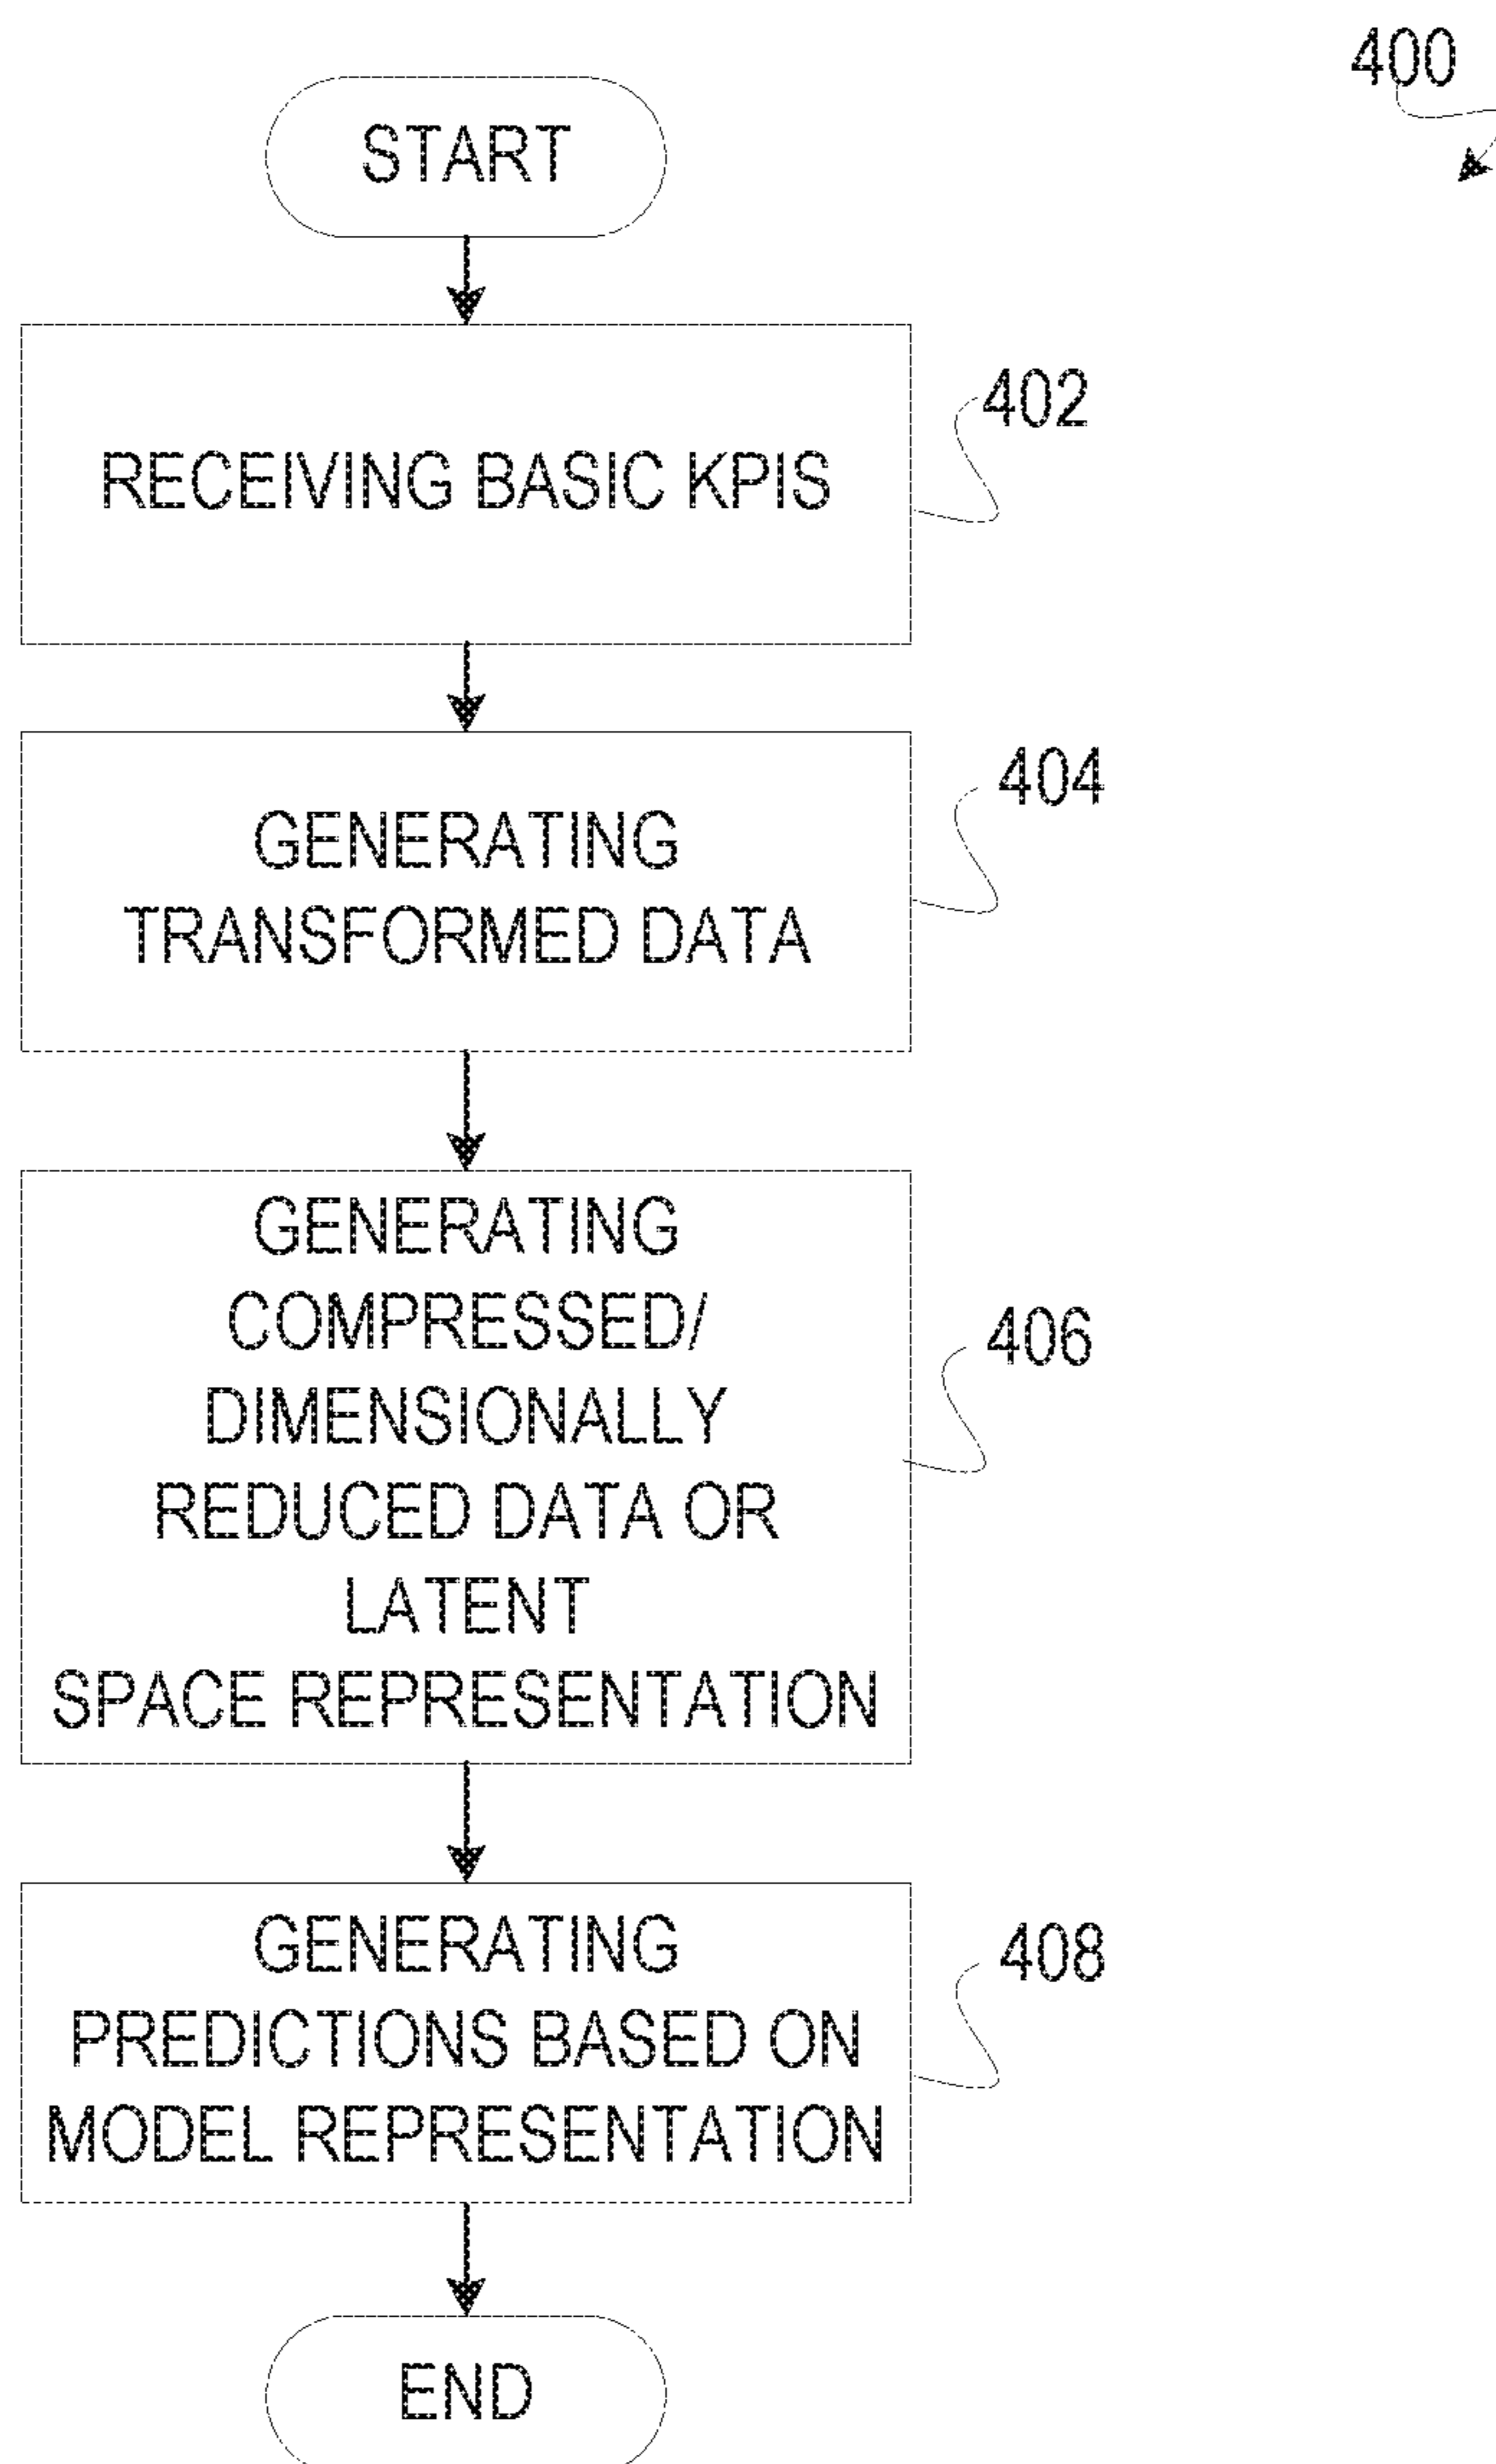 400
START
RECEIVING BASIC KPIS
402
GENERATING
TRANSFORMED DATA
404
GENERATING
COMPRESSED/
DIMENSIONALLY
REDUCED DATA OR
LATENT
SPACE REPRESENTATION
406
GENERATING
PREDICTIONS BASED ON
MODEL REPRESENTATION
408
END